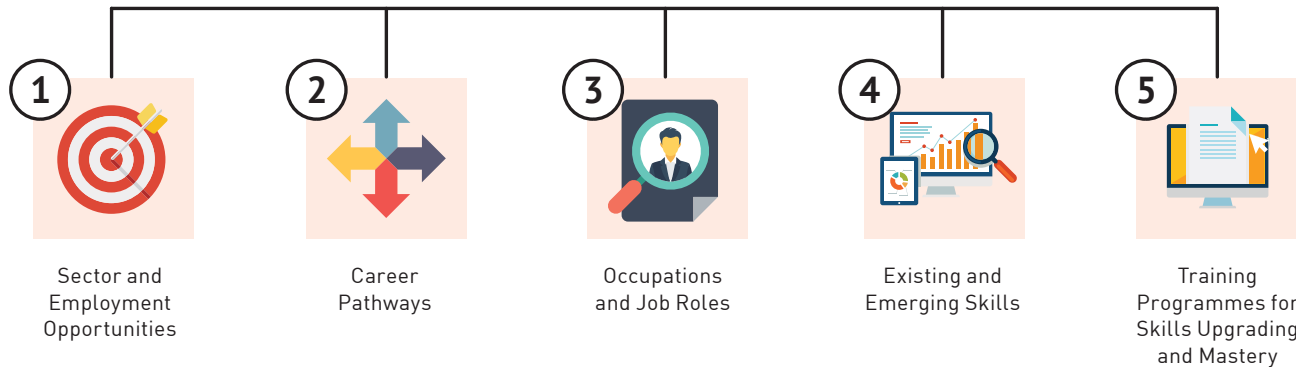 1
Sector and
Employment
Opportunities
2
Career
Pathways
3
Occupations
and Job Roles
4
Existing and
Emerging Skills
5
Training
Programmes for
Skills Upgrading
and Mastery